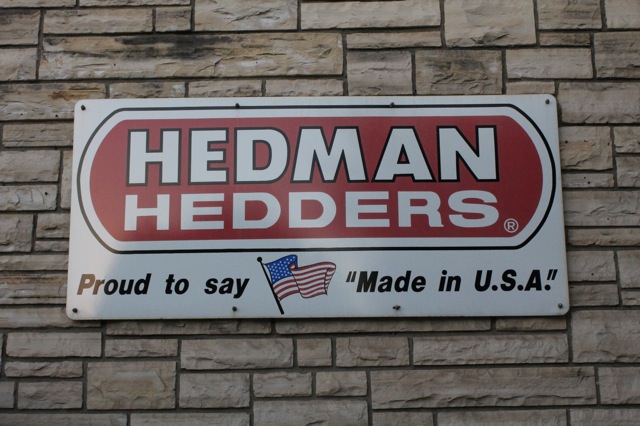 HEDMAN
HEDDERS®
Proud to say "Made in U.S.A."